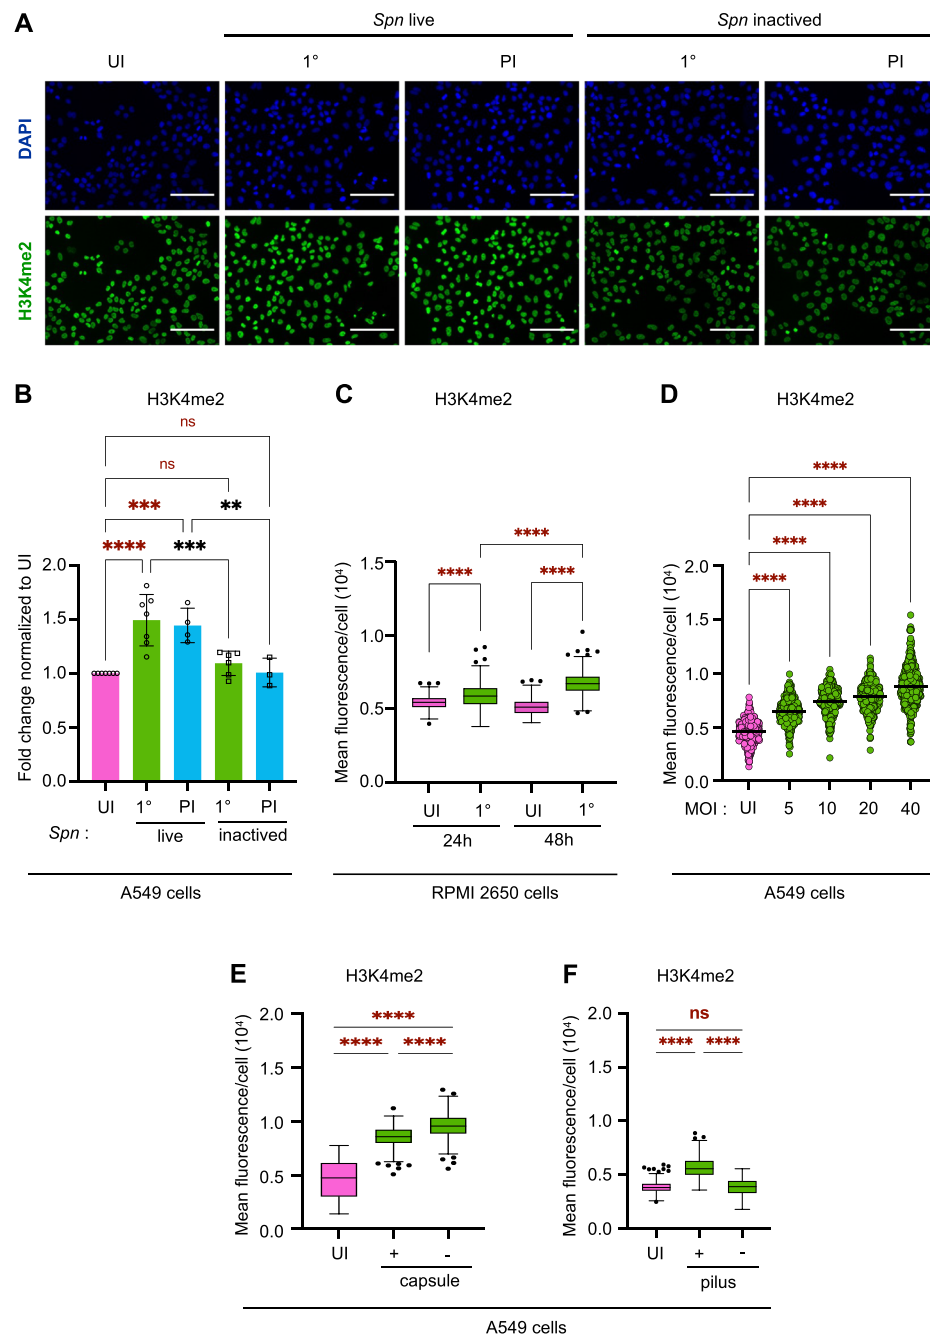 A
Spn live
Spn inactived
UI
1°
PI
1°
PI
DAPI
H3K4me2
B
H3K4me2
ns
ns
***
**
****
***
Fold change normalized to UI
2.0
1.5
1.0
0.5
0.0
UI
1°
PI
1°
PI
Spn :
live
inactived
A549 cells
C
H3K4me2
****
****
****
Mean fluorescence/cell (10⁴)
1.5
1.0
0.5
0.0
UI
1°
UI
1°
24h
48h
RPMI 2650 cells
D
H3K4me2
****
****
****
****
Mean fluorescence/cell (10⁴)
2.0
1.5
1.0
0.5
0.0
MOI :
UI
5
10
20
40
A549 cells
E
H3K4me2
****
****
****
Mean fluorescence/cell (10⁴)
2.0
1.5
1.0
0.5
0.0
UI
+
-
capsule
F
H3K4me2
ns
****
****
Mean fluorescence/cell (10⁴)
2.0
1.5
1.0
0.5
0.0
UI
+
-
pilus
A549 cells